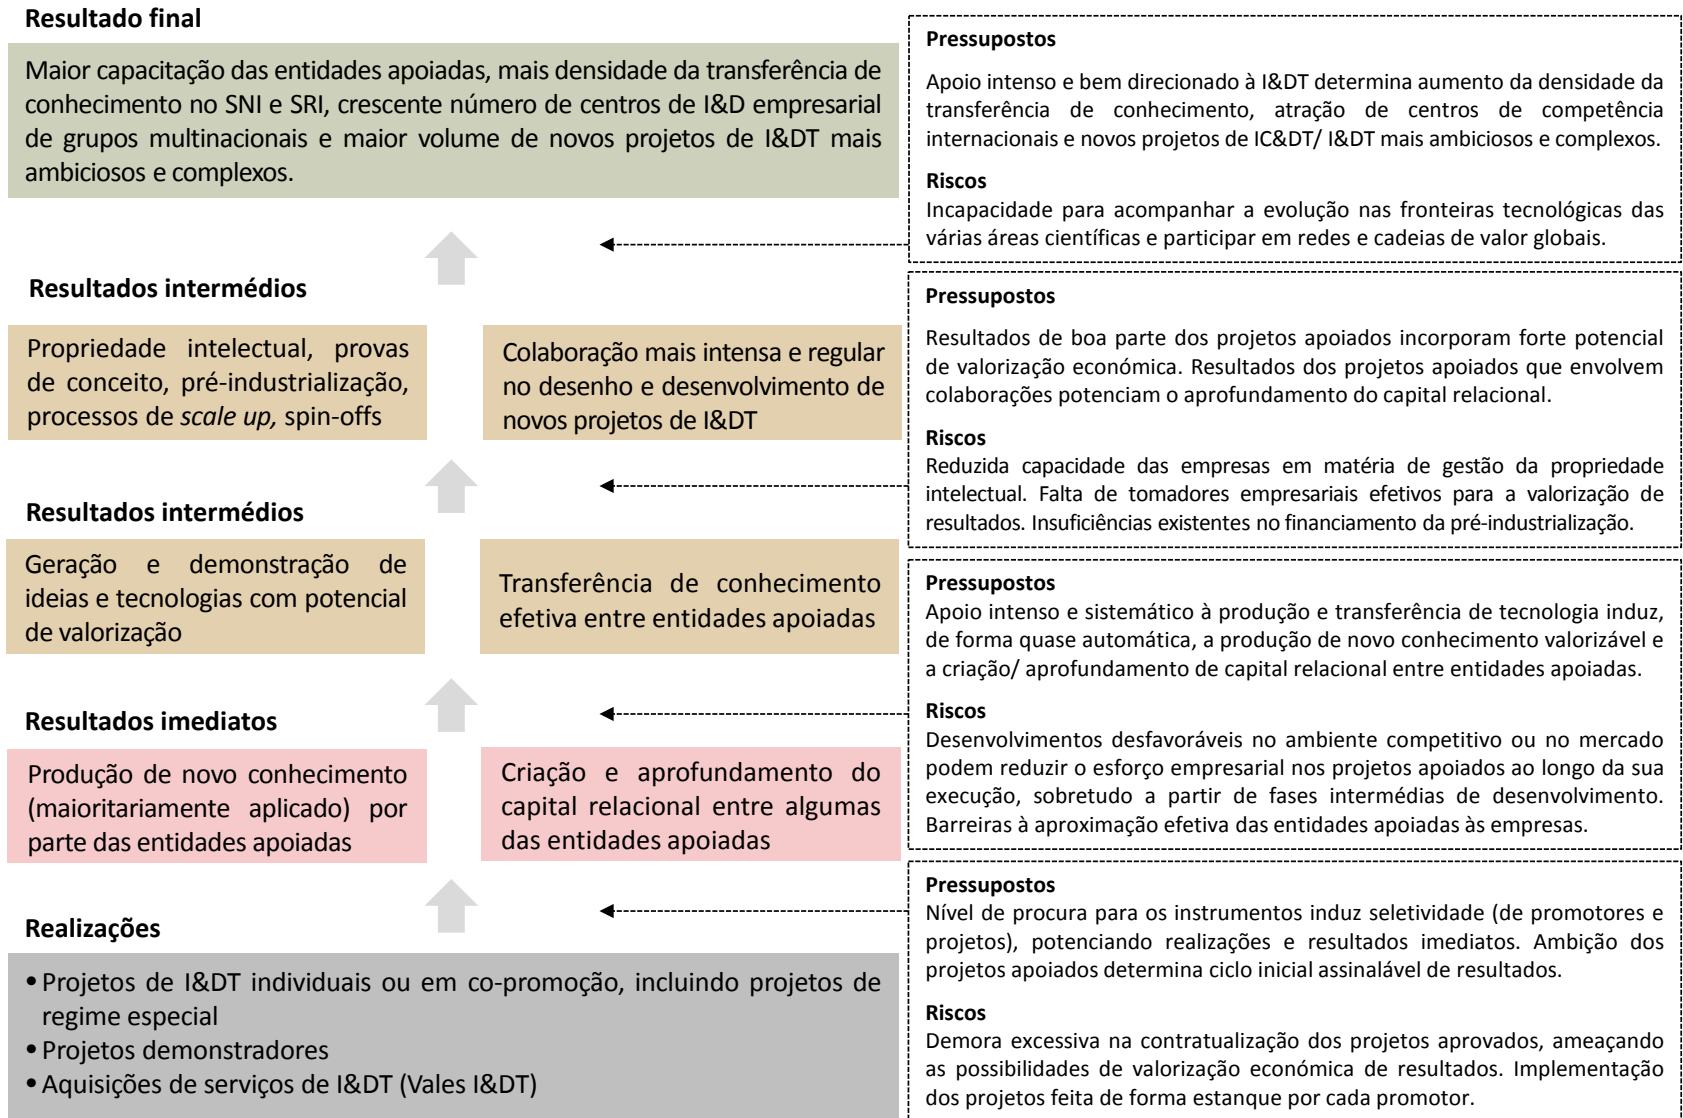 Resultado final
Maior capacitação das entidades apoiadas, mais densidade da transferência de
conhecimento no SNI e SRI, crescente número de centros de I&D empresarial
de grupos multinacionais e maior volume de novos projetos de I&DT mais
ambiciosos e complexos.
Resultados intermédios
Propriedade intelectual, provas
de conceito, pré-industrialização,
processos de scale up, spin-offs
Colaboração mais intensa e regular
no desenho e desenvolvimento de
novos projetos de I&DT
Resultados intermédios
Geração e demonstração de
ideias e tecnologias com potencial
de valorização
Transferência de conhecimento
efetiva entre entidades apoiadas
Resultados imediatos
Produção de novo conhecimento
(maioritariamente aplicado) por
parte das entidades apoiadas
Criação e aprofundamento do
capital relacional entre algumas
das entidades apoiadas
Realizações
• Projetos de I&DT individuais ou em co-promoção, incluindo projetos de
regime especial
• Projetos demonstradores
• Aquisições de serviços de I&DT (Vales I&DT)
Pressupostos
Apoio intenso e bem direcionado à I&DT determina aumento da densidade da
transferência de conhecimento, atração de centros de competência
internacionais e novos projetos de IC&DT/ I&DT mais ambiciosos e complexos.
Riscos
Incapacidade para acompanhar a evolução nas fronteiras tecnológicas das
várias áreas científicas e participar em redes e cadeias de valor globais.
Pressupostos
Resultados de boa parte dos projetos apoiados incorporam forte potencial
de valorização económica. Resultados dos projetos apoiados que envolvem
colaborações potenciam o aprofundamento do capital relacional.
Riscos
Reduzida capacidade das empresas em matéria de gestão da propriedade
intelectual. Falta de tomadores empresariais efetivos para a valorização de
resultados. Insuficiências existentes no financiamento da pré-industrialização.
Pressupostos
Apoio intenso e sistemático à produção e transferência de tecnologia induz,
de forma quase automática, a produção de novo conhecimento valorizável e
a criação/ aprofundamento de capital relacional entre entidades apoiadas.
Riscos
Desenvolvimentos desfavoráveis no ambiente competitivo ou no mercado
podem reduzir o esforço empresarial nos projetos apoiados ao longo da sua
execução, sobretudo a partir de fases intermédias de desenvolvimento.
Barreiras à aproximação efetiva das entidades apoiadas às empresas.
Pressupostos
Nível de procura para os instrumentos induz seletividade (de promotores e
projetos), potenciando realizações e resultados imediatos. Ambição dos
projetos apoiados determina ciclo inicial assinalável de resultados.
Riscos
Demora excessiva na contratualização dos projetos aprovados, ameaçando
as possibilidades de valorização económica de resultados. Implementação
dos projetos feita de forma estanque por cada promotor.